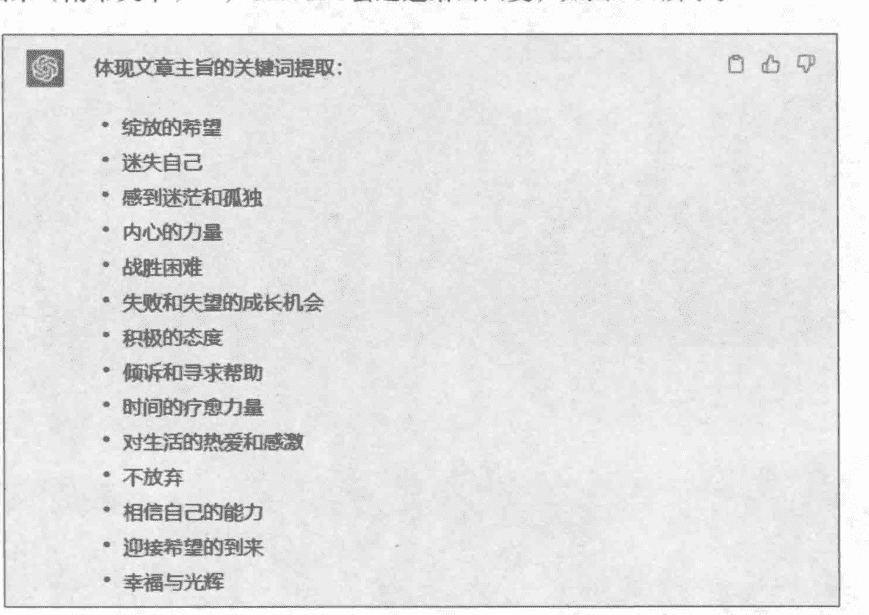 体现文章主旨的关键词提取：
• 绽放的希望
• 迷失自己
• 感到迷茫和孤独
• 内心的力量
• 战胜困难
• 失败和失望的成长机会
• 积极的态度
• 倾诉和寻求帮助
• 时间的疗愈力量
• 对生活的热爱和感激
• 不放弃
• 相信自己的能力
• 迎接希望的到来
• 幸福与光辉